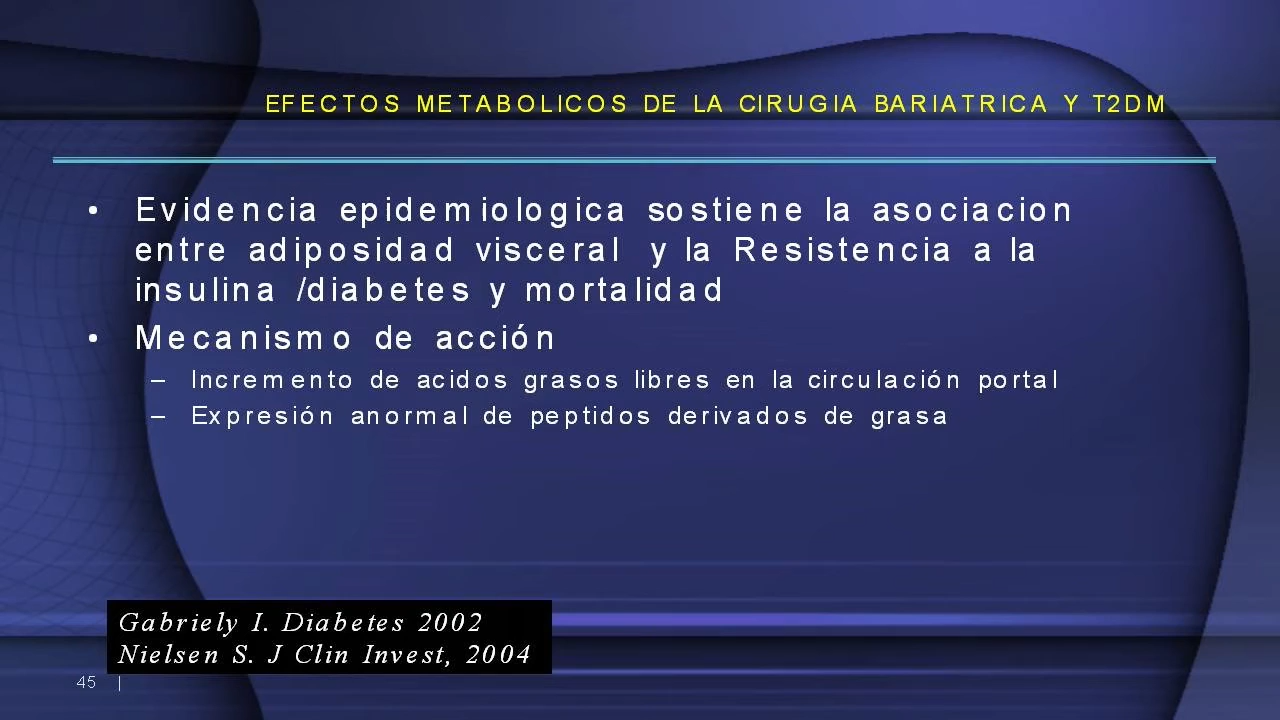 EFECTOS METABOLICOS DE LA CIRUGIA BARIATRICA Y T2DM
• Evidencia epidemiologica sostiene la asociacion
entre adiposidad visceral y la Resistencia a la
insulina /diabetes y mortalidad
• Mecanismo de acción
– Incremento de acidos grasos libres en la circulación portal
– Expresión anormal de peptidos derivados de grasa
Gabriely I. Diabetes 2002
Nielsen S. J Clin Invest, 2004
45 |